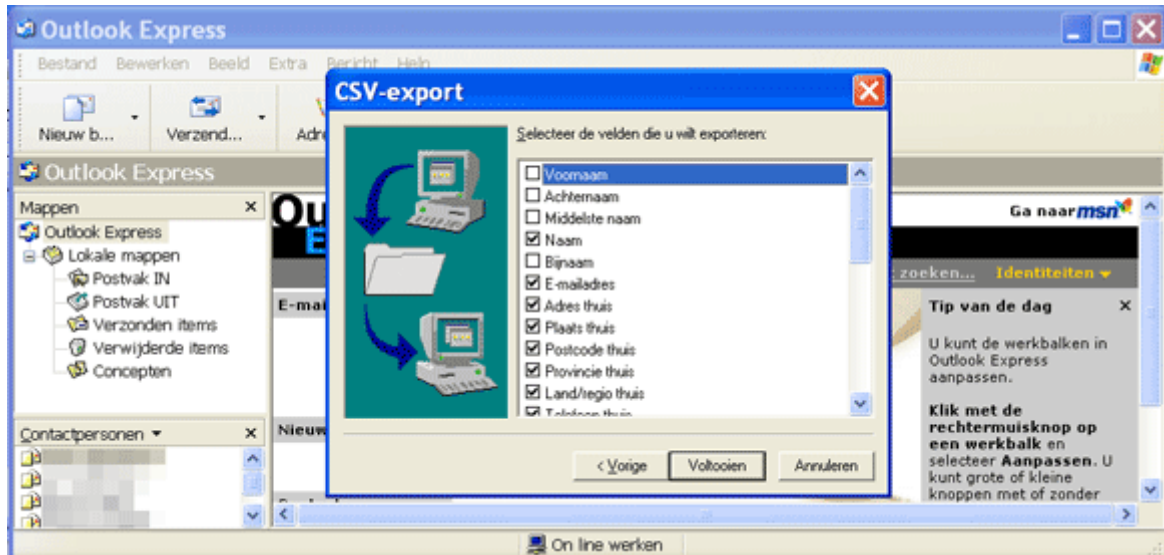 Outlook Express
Bestand Bewerken Beeld Extra Bericht Help
Nieuw b... Verzend... Adre
Outlook Express
Mappen
Outlook Express
Lokale mappen
Postvak IN
Postvak UIT
Verzonden items
Verwijderde items
Concepten
Contactpersonen
CSV-export
Selecteer de velden die u wilt exporteren:
Voornaam
Achternaam
Middelste naam
Naam
Bijnaam
E-mailadres
Adres thuis
Plaats thuis
Postcode thuis
Provincie thuis
Land/regio thuis
Telefoon thuis
< Vorige Voltooien Annuleren
Ou
E
E-mai
Nieuw
Ga naar msn
zoeken... Identiteiten
Tip van de dag
U kunt de werkbalken in
Outlook Express
aanpassen.
Klik met de
rechtermuisknop op
een werkbalk en
selecteer Aanpassen. U
kunt grote of kleine
knoppen met of zonder
On line werken